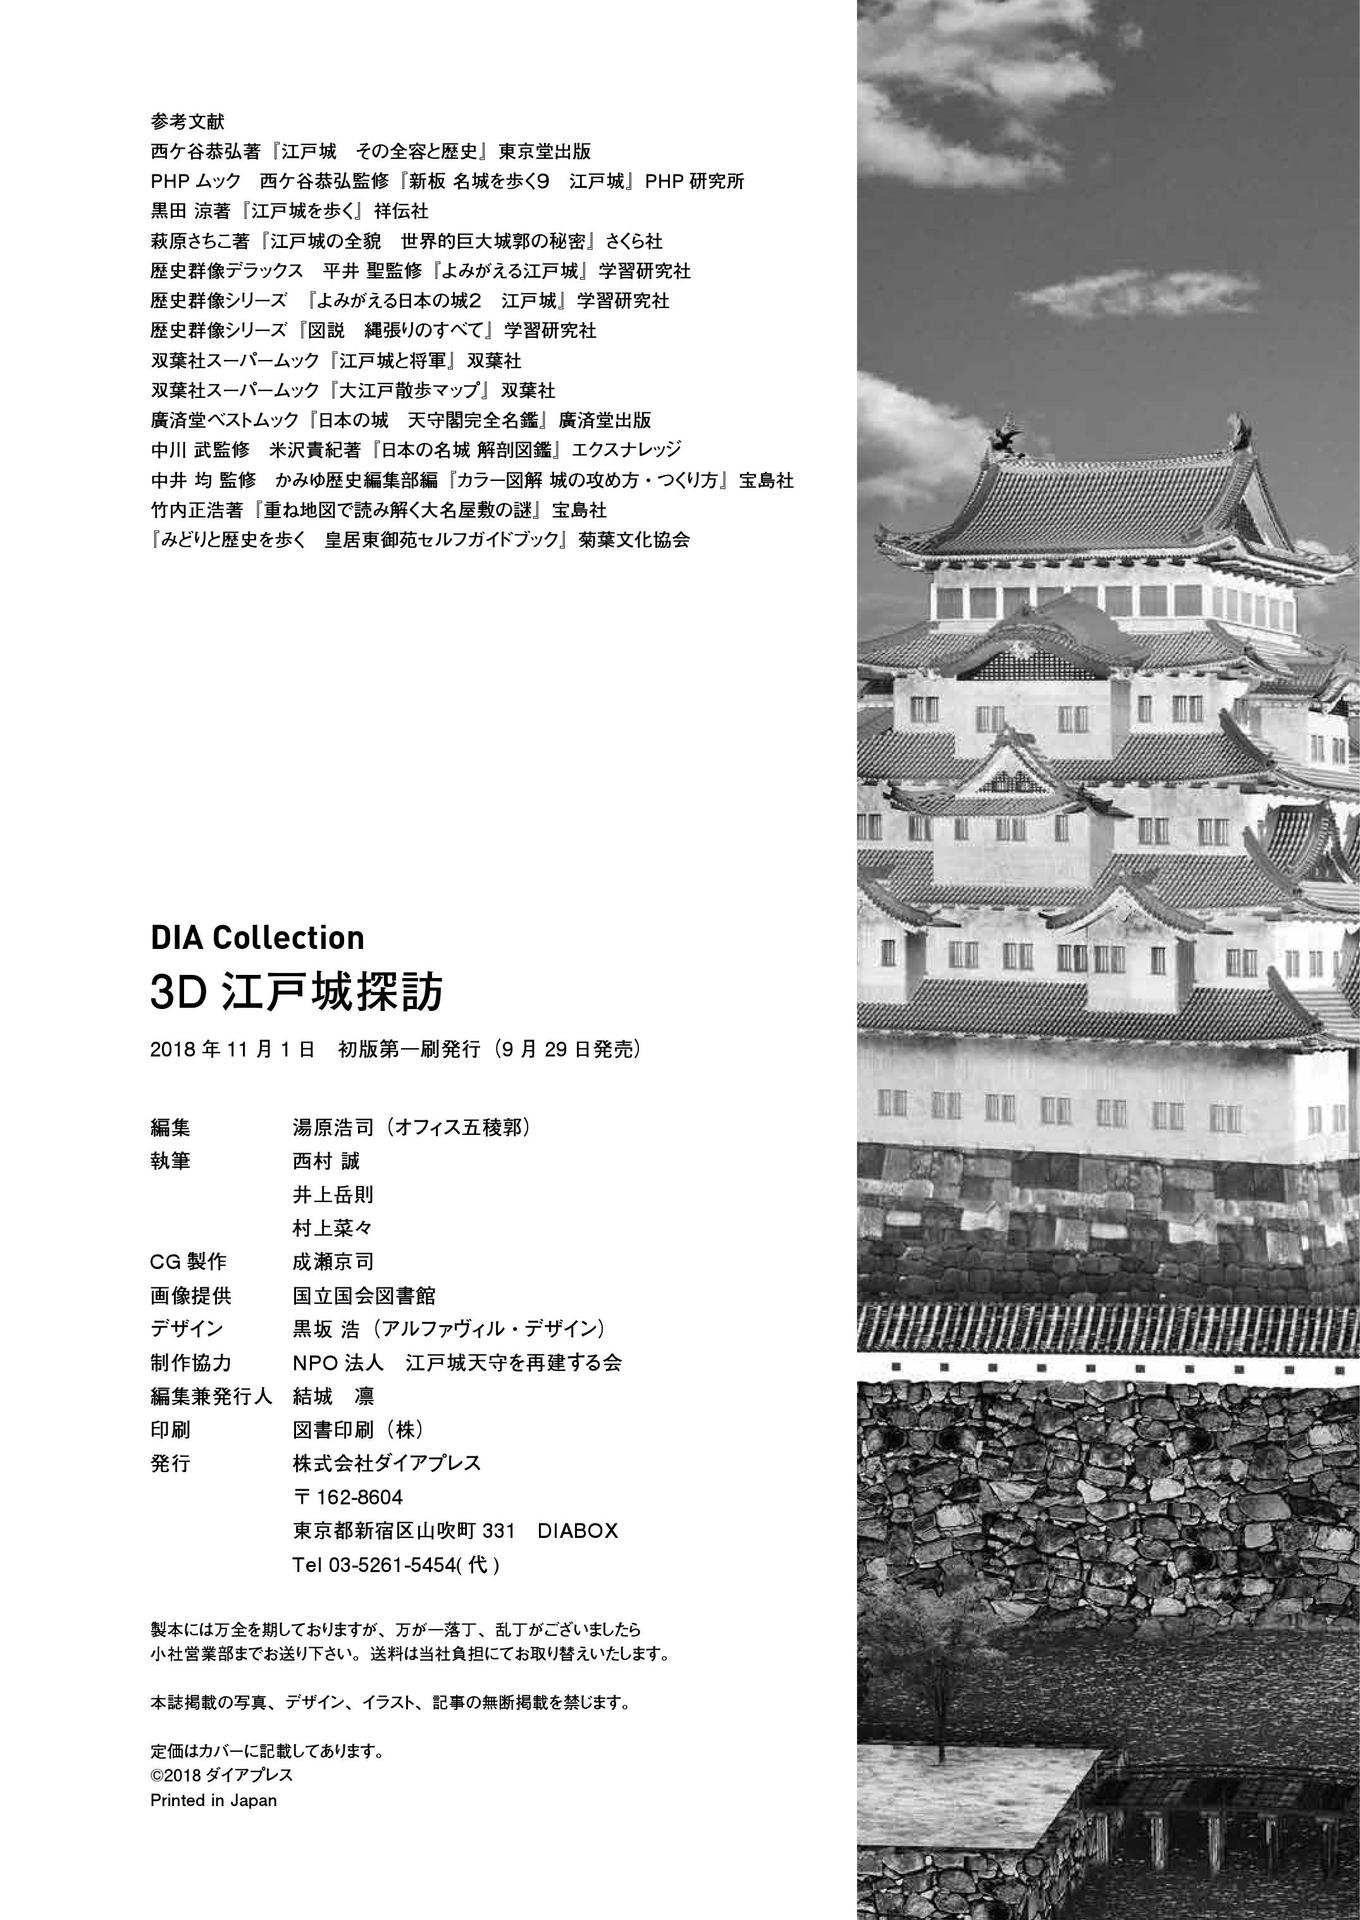 参考文献
西ケ谷恭弘著『江戸城　その全容と歴史』東京堂出版
PHP ムック　西ケ谷恭弘監修『新板 名城を歩く9　江戸城』PHP 研究所
黒田 涼著『江戸城を歩く』祥伝社
萩原さちこ著『江戸城の全貌　世界的巨大城郭の秘密』さくら社
歴史群像デラックス　平井 聖監修『よみがえる江戸城』学習研究社
歴史群像シリーズ　『よみがえる日本の城2　江戸城』学習研究社
歴史群像シリーズ『図説　縄張りのすべて』学習研究社
双葉社スーパームック『江戸城と将軍』双葉社
双葉社スーパームック『大江戸散歩マップ』双葉社
廣済堂ベストムック『日本の城　天守閣完全名鑑』廣済堂出版
中川 武監修　米沢貴紀著『日本の名城 解剖図鑑』エクスナレッジ
中井 均 監修　かみゆ歴史編集部編『カラー図解 城の攻め方・つくり方』宝島社
竹内正浩著『重ね地図で読み解く大名屋敷の謎』宝島社
『みどりと歴史を歩く　皇居東御苑セルフガイドブック』菊葉文化協会
DIA Collection
3D 江戸城探訪
2018 年 11 月 1 日　初版第一刷発行（9 月 29 日発売）
編集　湯原浩司（オフィス五稜郭）
執筆　西村 誠
井上岳則
村上菜々
CG 製作　成瀬京司
画像提供　国立国会図書館
デザイン　黒坂 浩（アルファヴィル・デザイン）
制作協力　NPO 法人　江戸城天守を再建する会
編集兼発行人　結城　凛
印刷　図書印刷（株）
発行　株式会社ダイアプレス
〒 162-8604
東京都新宿区山吹町 331　DIABOX
Tel 03-5261-5454( 代 )
製本には万全を期しておりますが、万が一落丁、乱丁がございましたら
小社営業部までお送り下さい。送料は当社負担にてお取り替えいたします。
本誌掲載の写真、デザイン、イラスト、記事の無断掲載を禁じます。
定価はカバーに記載してあります。
©2018 ダイアプレス
Printed in Japan